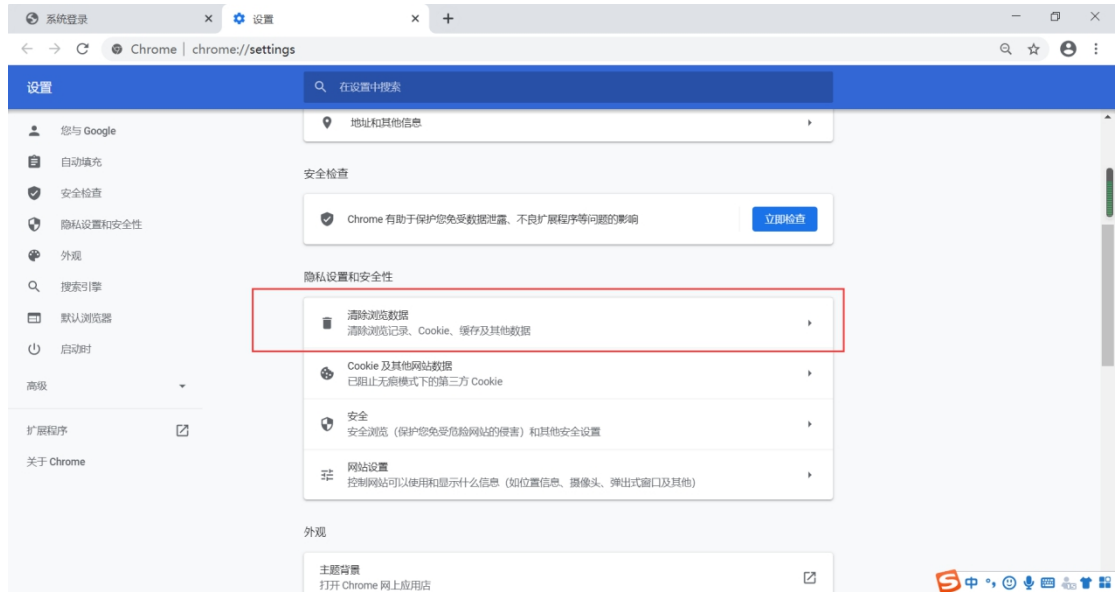 系统登录
设置
Chrome | chrome://settings
设置
在设置中搜索
您与 Google
自动填充
安全检查
隐私设置和安全性
外观
搜索引擎
默认浏览器
启动时
高级
扩展程序
关于 Chrome
地址和其他信息
安全检查
Chrome 有助于保护您免受数据泄露、不良扩展程序等问题的影响
立即检查
隐私设置和安全性
清除浏览数据
清除浏览记录、Cookie、缓存及其他数据
Cookie 及其他网站数据
已阻止无痕模式下的第三方 Cookie
安全
安全浏览（保护您免受危险网站的侵害）和其他安全设置
网站设置
控制网站可以使用和显示什么信息（如位置信息、摄像头、弹出式窗口及其他）
外观
主题背景
打开 Chrome 网上应用店
中